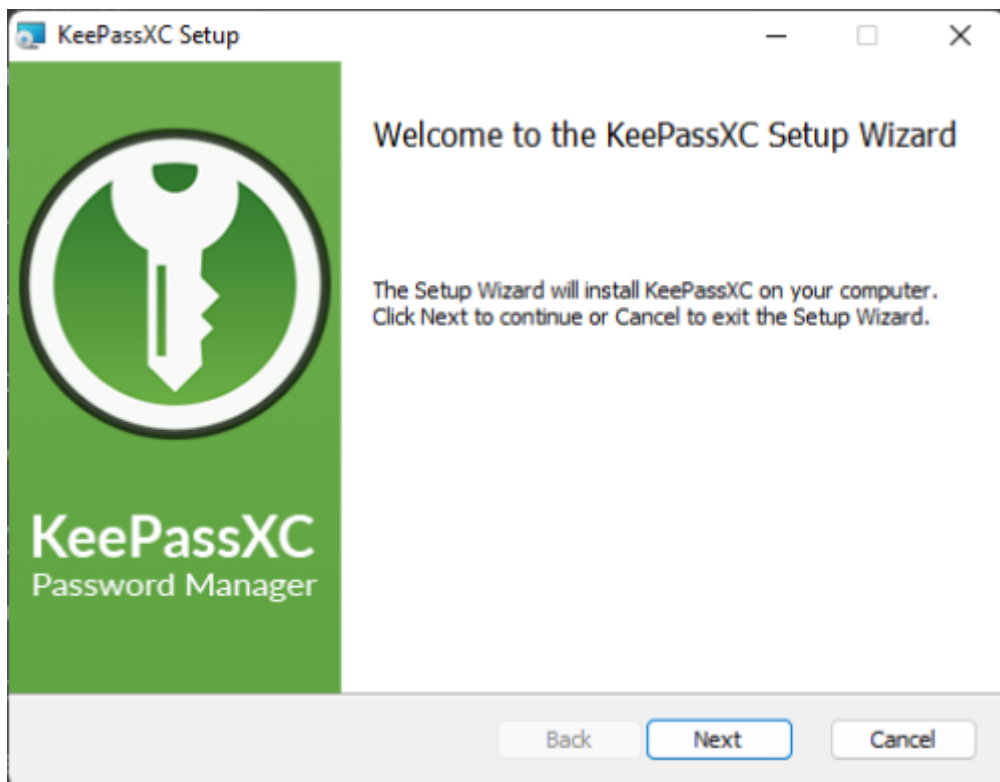 KeePassXC Setup
Welcome to the KeePassXC Setup Wizard
The Setup Wizard will install KeePassXC on your computer.
Click Next to continue or Cancel to exit the Setup Wizard.
KeePassXC
Password Manager
Back
Next
Cancel